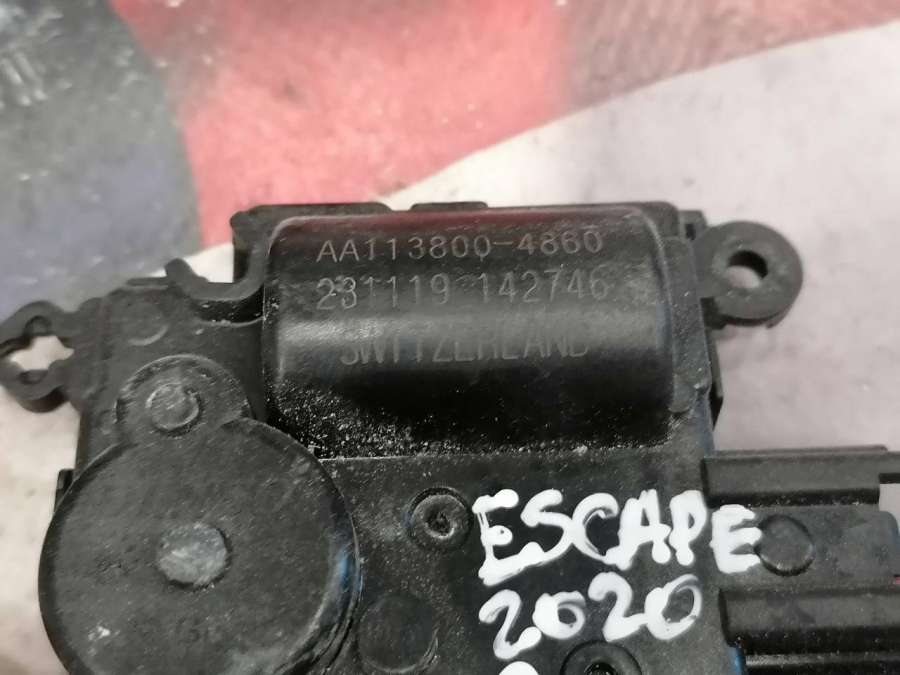 AA113800-4860
231119 142746
SWITZERLAND
ESCAPE
2020